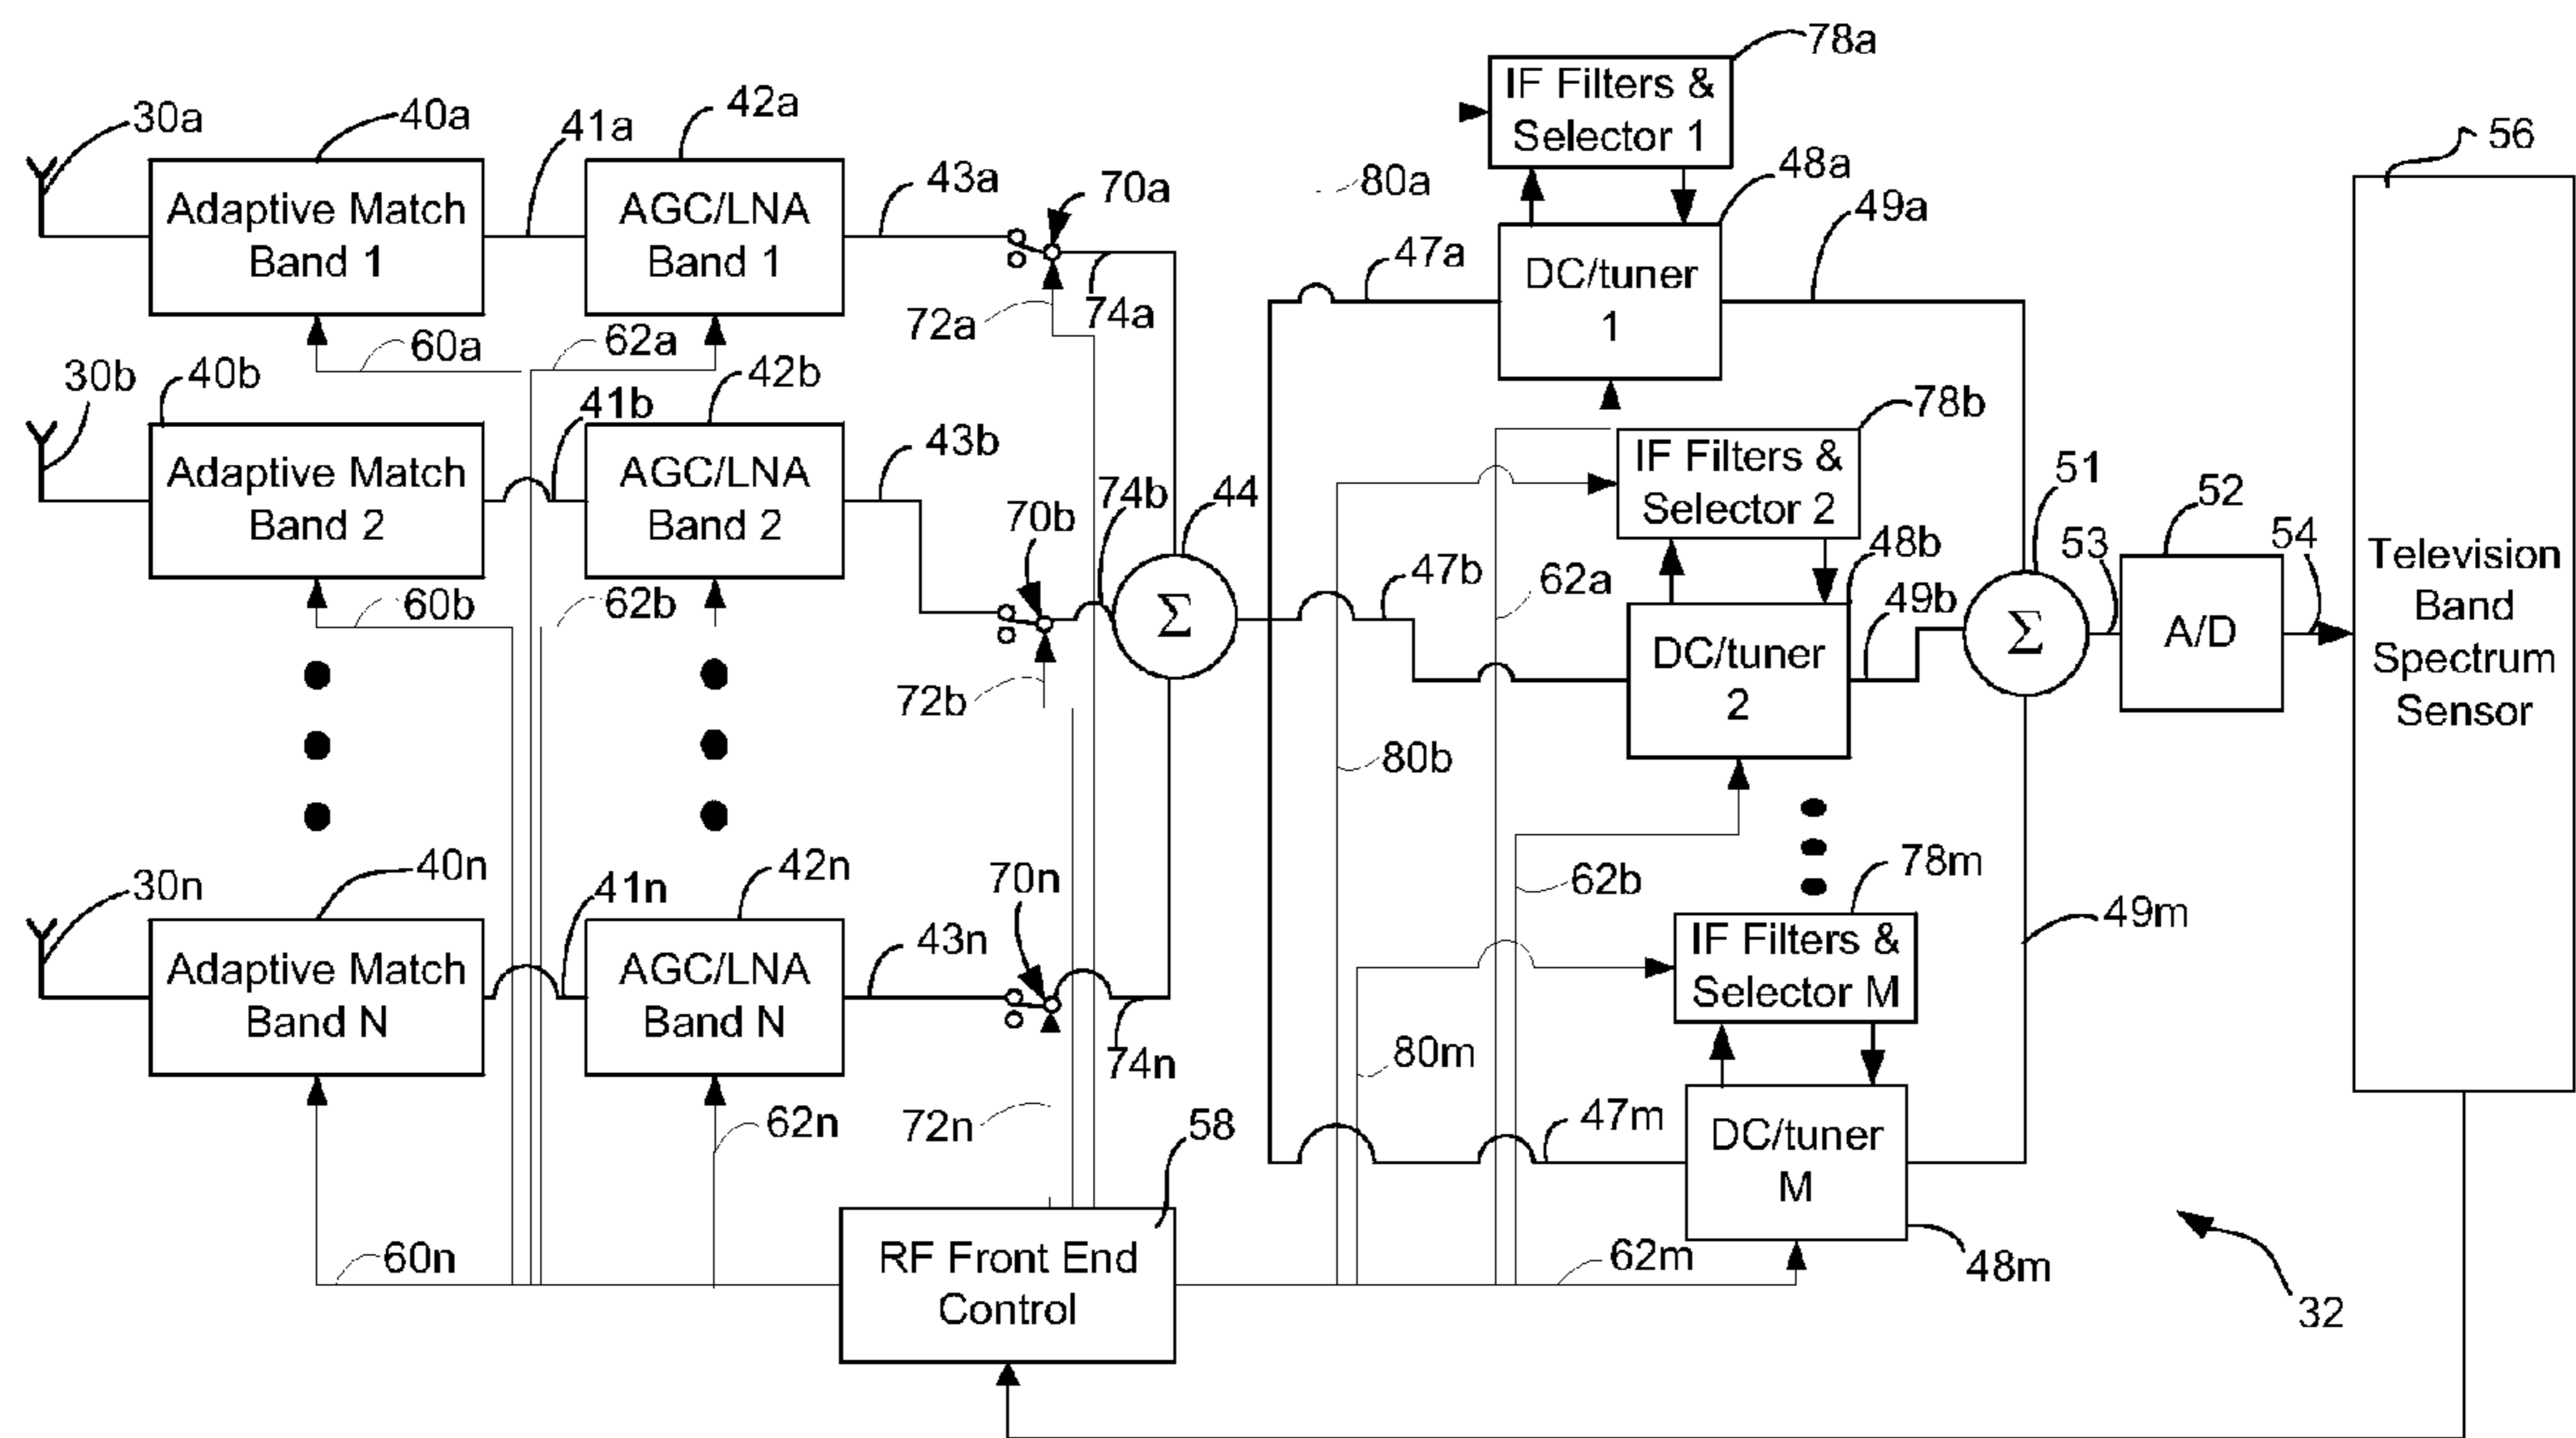 78a
IF Filters &
Selector 1
30a
40a
41a
42a
43a
70a
80a
48a
49a
56
Adaptive Match
Band 1
AGC/LNA
Band 1
47a
DC/tuner
1
72a
74a
60a
62a
30b
40b
41b
42b
43b
78b
IF Filters &
Selector 2
Adaptive Match
Band 2
AGC/LNA
Band 2
70b
74b
44
Σ
47b
62a
48b
49b
DC/tuner
2
51
Σ
53
52
A/D
54
Television
Band
Spectrum
Sensor
60b
62b
72b
80b
62b
78m
IF Filters &
Selector M
49m
30n
40n
41n
42n
43n
70n
Adaptive Match
Band N
AGC/LNA
Band N
74n
80m
62n
72n
58
47m
DC/tuner
M
60n
RF Front End
Control
62m
48m
32